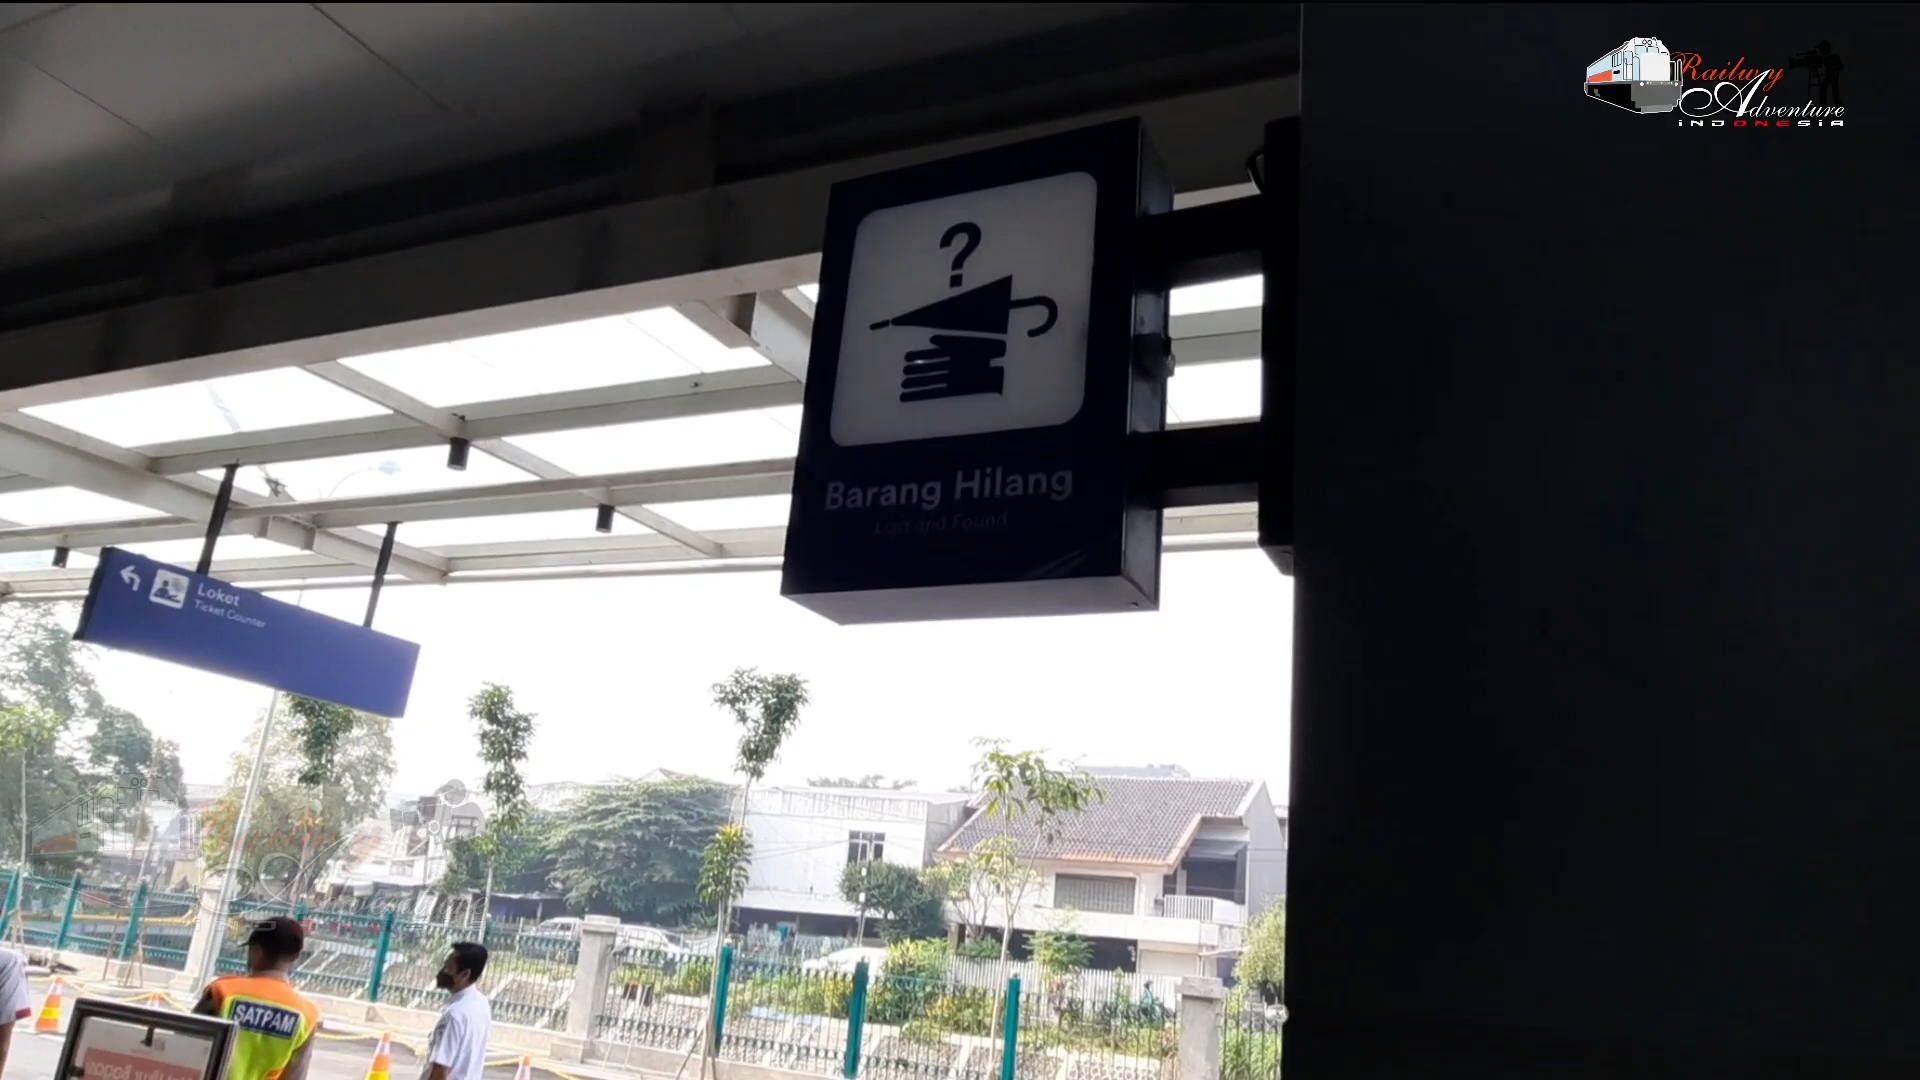 Railway
Adventure
INDONESIA
?
Barang Hilang
Lost and Found
Loket
Ticket Counter
SATPAM